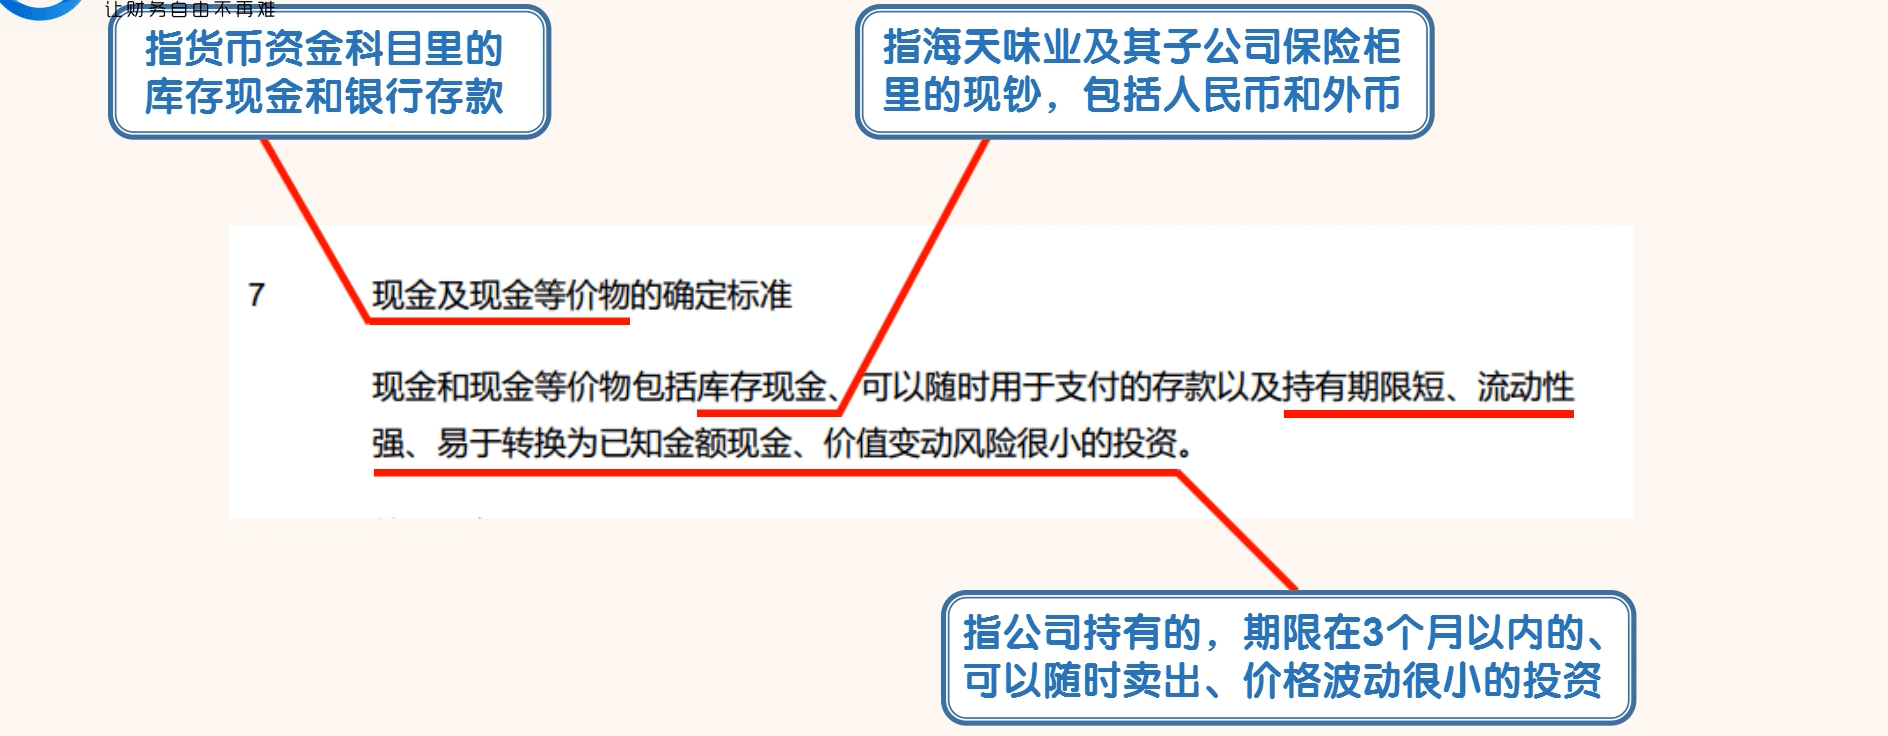 让财务自由不再难
指货币资金科目里的
库存现金和银行存款
指海天味业及其子公司保险柜
里的现钞，包括人民币和外币
7 现金及现金等价物的确定标准
现金和现金等价物包括库存现金、可以随时用于支付的存款以及持有期限短、流动性
强、易于转换为已知金额现金、价值变动风险很小的投资。
指公司持有的，期限在3个月以内的、
可以随时卖出、价格波动很小的投资